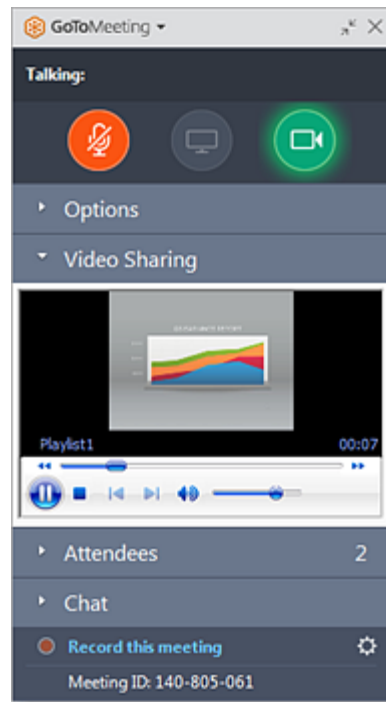 GoToMeeting
Talking:
Options
Video Sharing
Playlist1 00:07
Attendees 2
Chat
Record this meeting
Meeting ID: 140-805-061